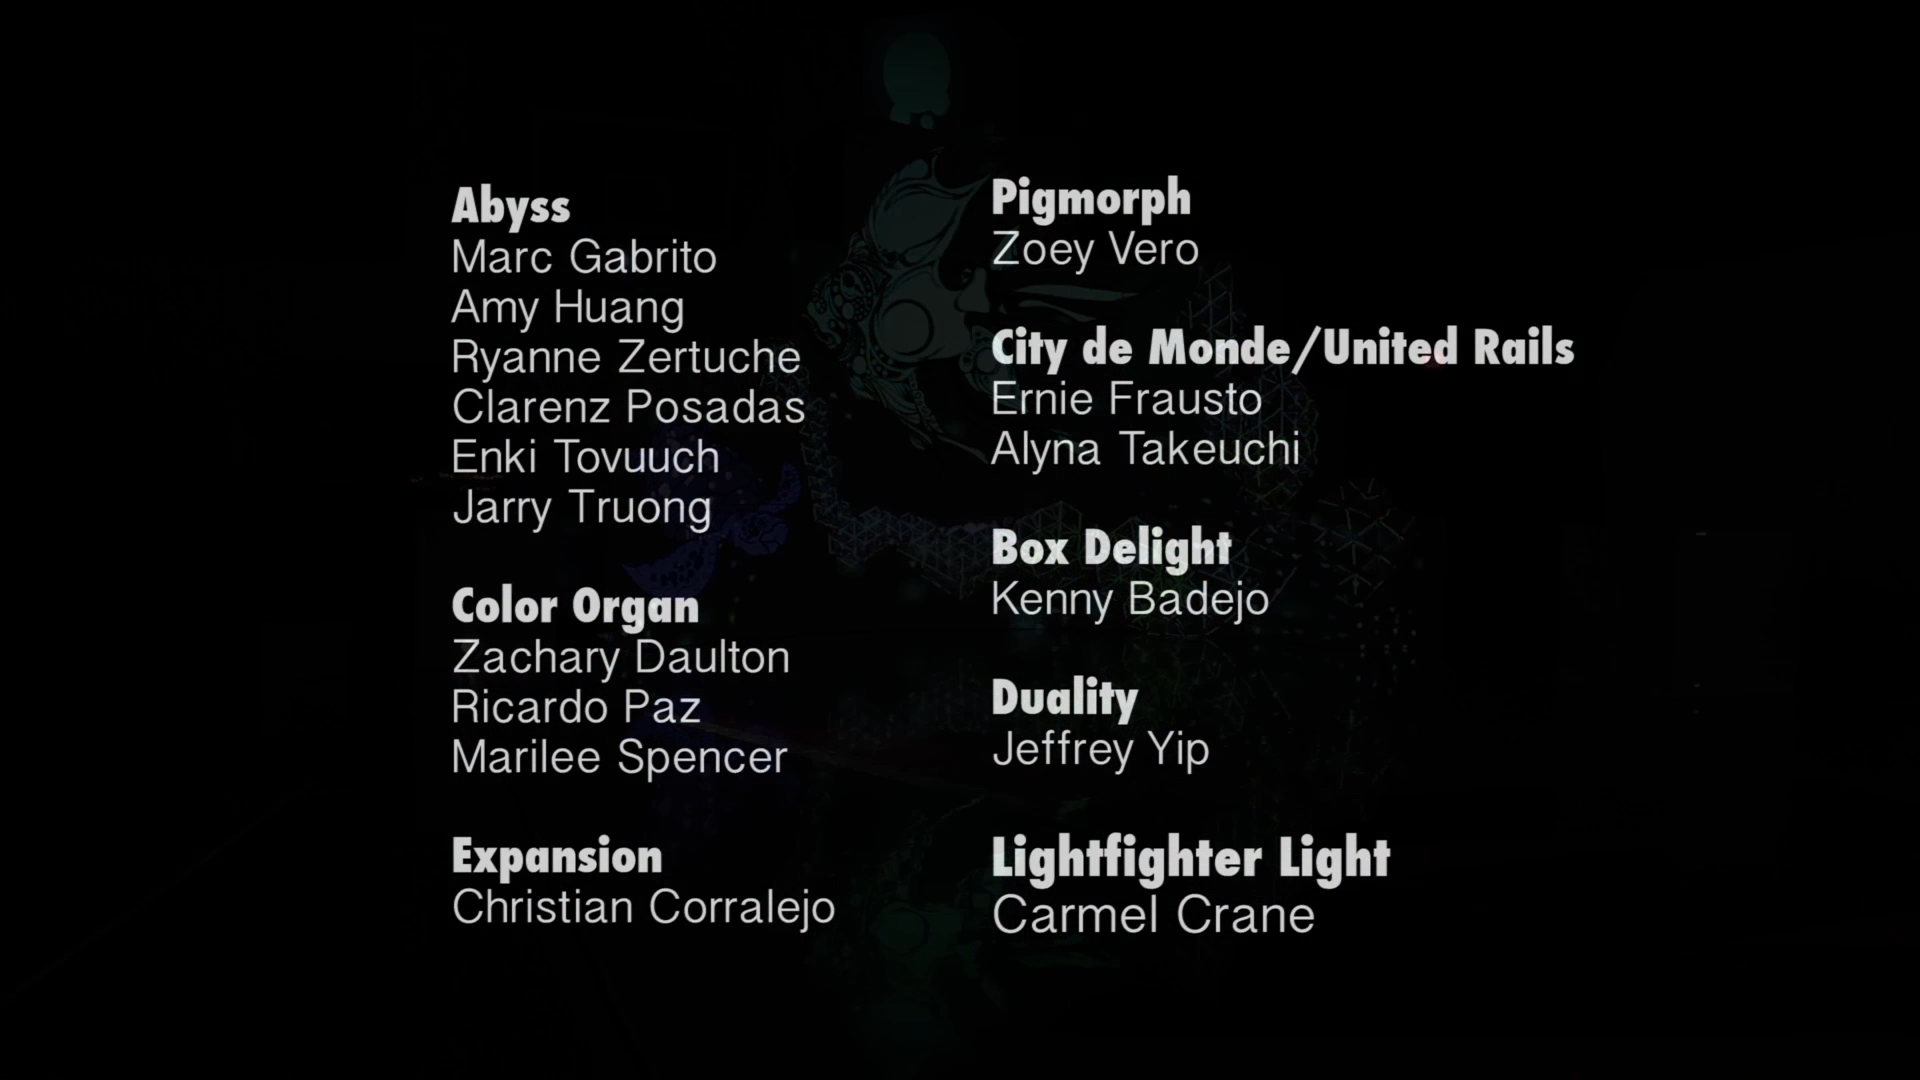 Abyss
Marc Gabrito
Amy Huang
Ryanne Zertuche
Clarenz Posadas
Enki Tovuuch
Jarry Truong
Color Organ
Zachary Daulton
Ricardo Paz
Marilee Spencer
Expansion
Christian Corralejo
Pigmorph
Zoey Vero
City de Monde/United Rails
Ernie Frausto
Alyna Takeuchi
Box Delight
Kenny Badejo
Duality
Jeffrey Yip
Lightfighter Light
Carmel Crane